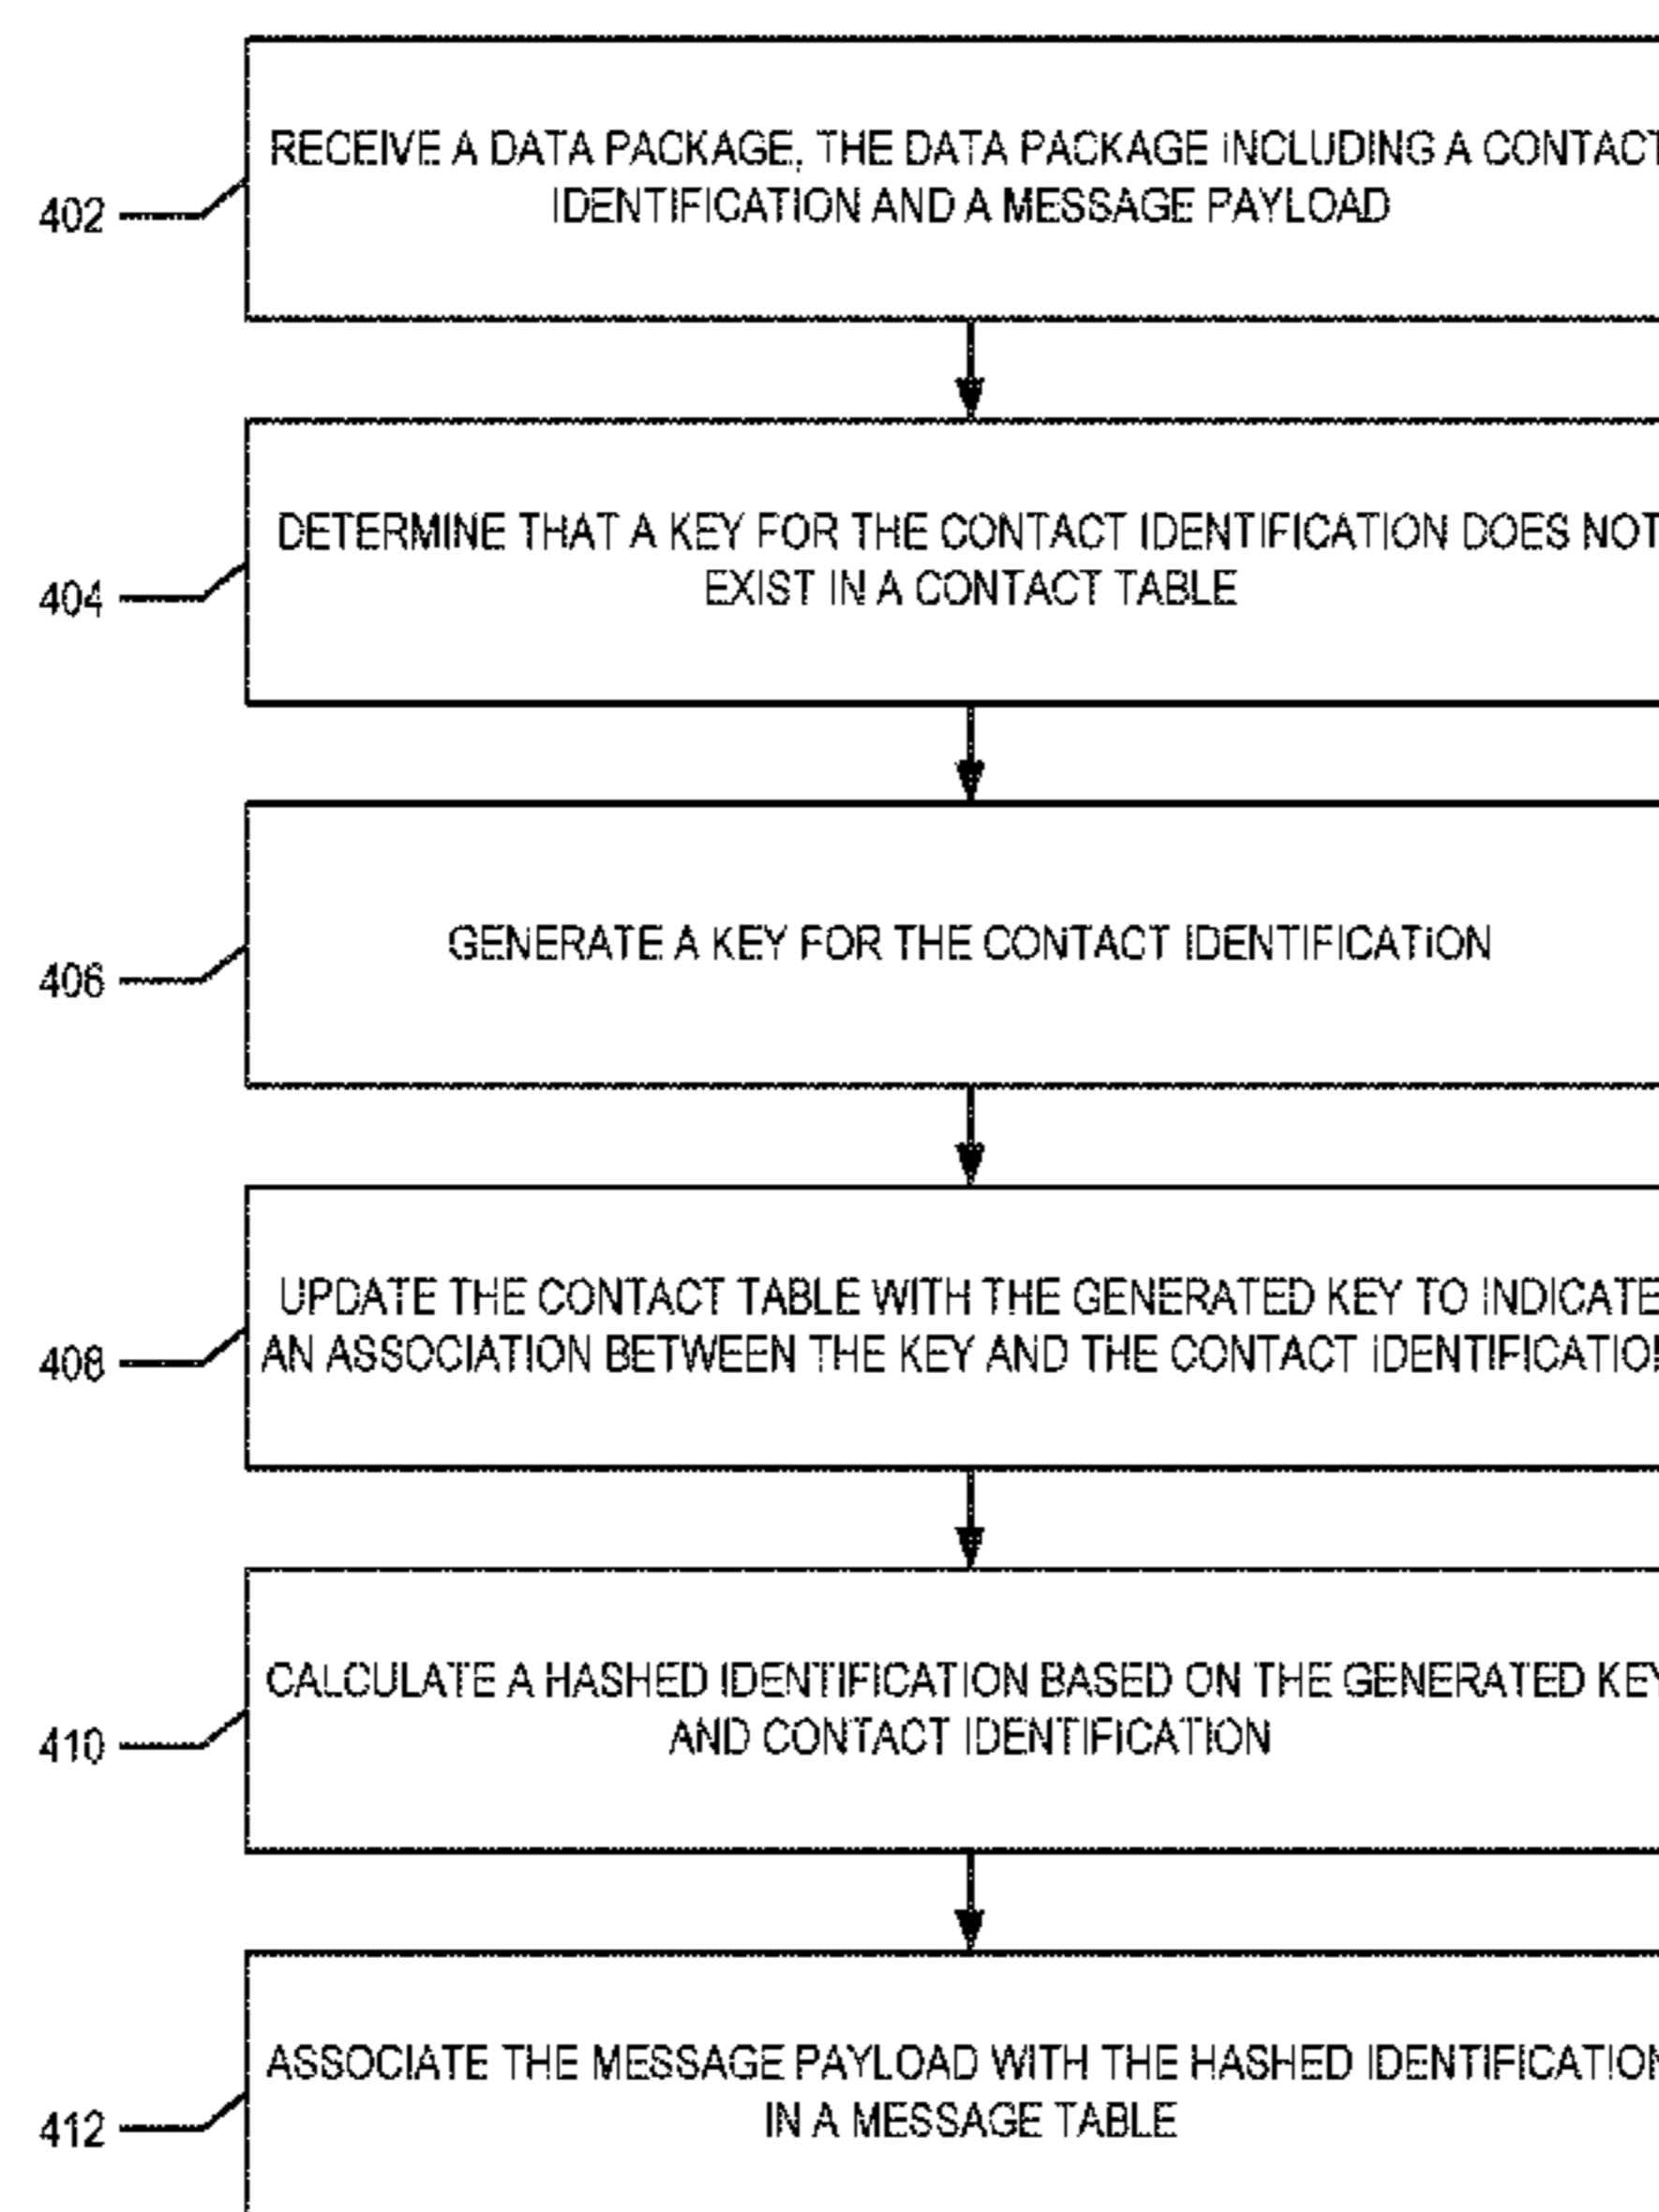 402
RECEIVE A DATA PACKAGE, THE DATA PACKAGE INCLUDING A CONTACT
IDENTIFICATION AND A MESSAGE PAYLOAD
404
DETERMINE THAT A KEY FOR THE CONTACT IDENTIFICATION DOES NOT
EXIST IN A CONTACT TABLE
406
GENERATE A KEY FOR THE CONTACT IDENTIFICATION
408
UPDATE THE CONTACT TABLE WITH THE GENERATED KEY TO INDICATE
AN ASSOCIATION BETWEEN THE KEY AND THE CONTACT IDENTIFICATION
410
CALCULATE A HASHED IDENTIFICATION BASED ON THE GENERATED KEY
AND CONTACT IDENTIFICATION
412
ASSOCIATE THE MESSAGE PAYLOAD WITH THE HASHED IDENTIFICATION
IN A MESSAGE TABLE